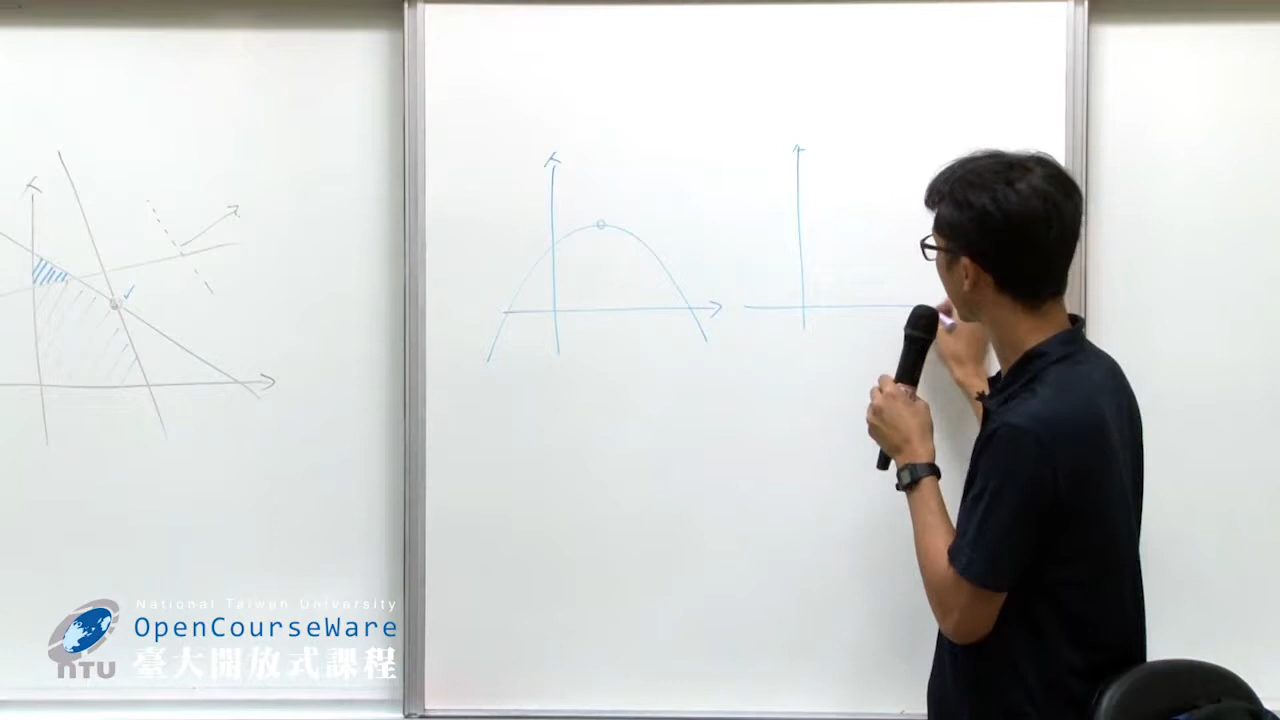 National Taiwan University
OpenCourseWare
臺大開放式課程
NTU